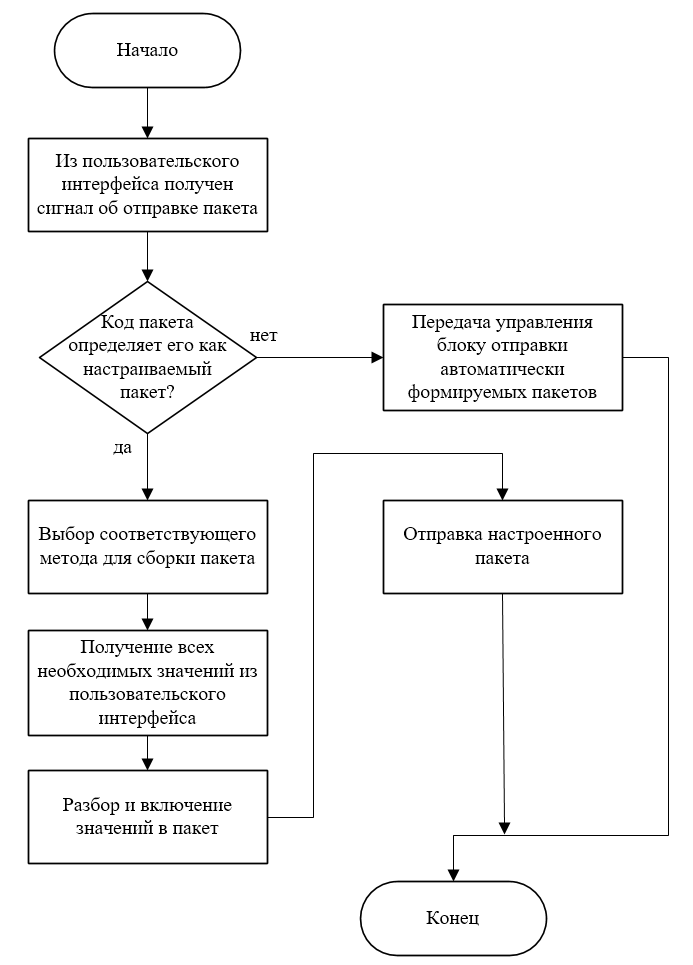 Начало
Из пользовательского
интерфейса получен
сигнал об отправке пакета
Код пакета
определяет его как
настраиваемый
пакет?
нет
Передача управления
блоку отправки
автоматически
формируемых пакетов
да
Выбор соответствующего
метода для сборки пакета
Получение всех
необходимых значений из
пользовательского
интерфейса
Разбор и включение
значений в пакет
Отправка настроенного
пакета
Конец